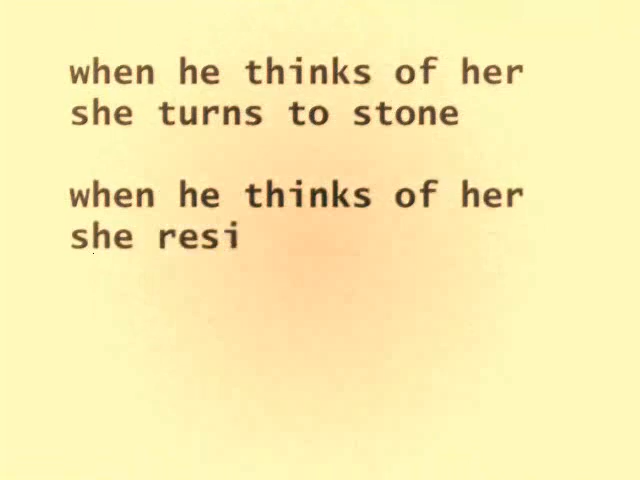 when he thinks of her
she turns to stone
when he thinks of her
she resi